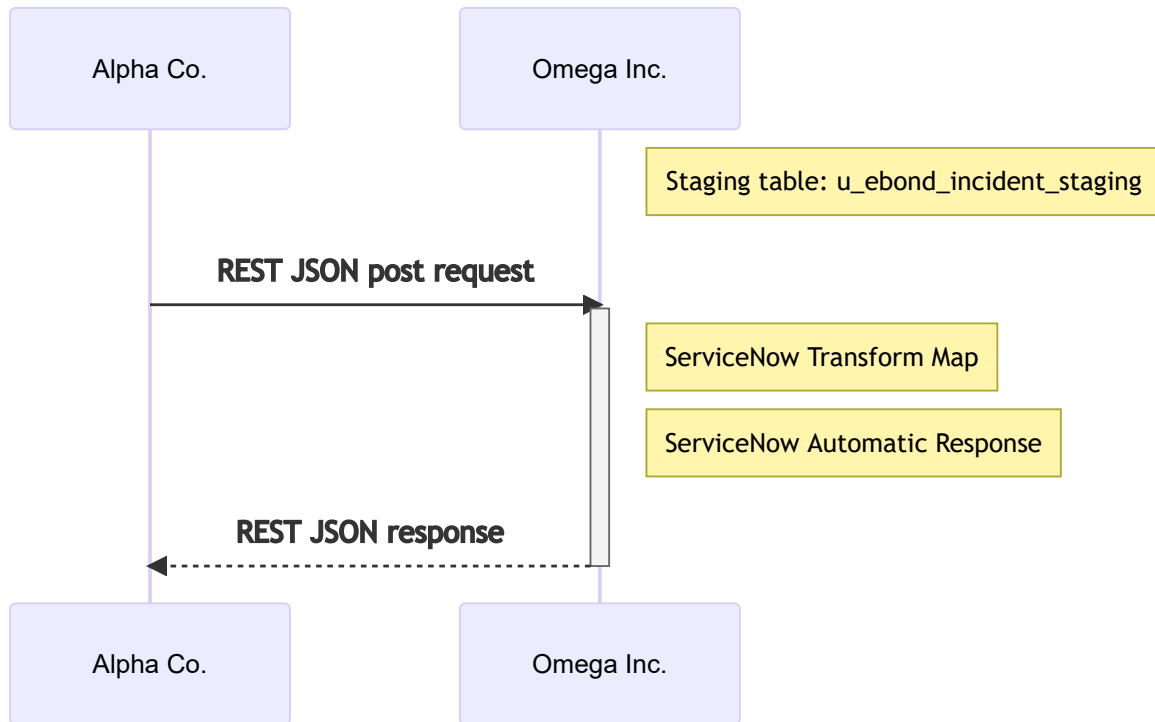 Alpha Co.
Omega Inc.
Staging table: u_ebond_incident_staging
REST JSON post request
ServiceNow Transform Map
ServiceNow Automatic Response
REST JSON response
Alpha Co.
Omega Inc.